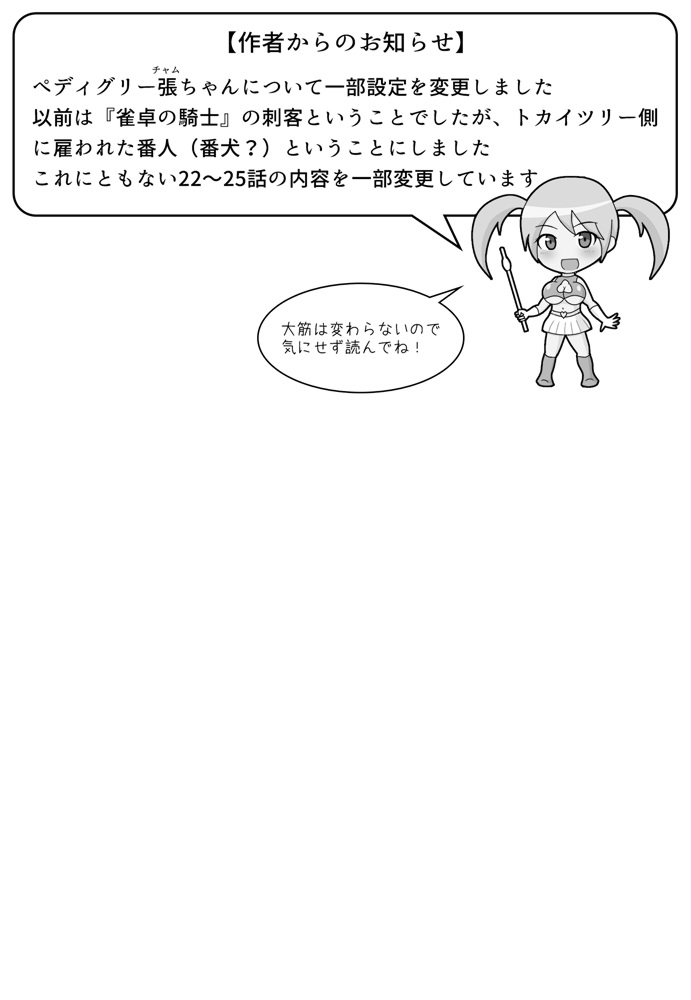 【作者からのお知らせ】
チャム
ペディグリー張ちゃんについて一部設定を変更しました
以前は『雀卓の騎士』の刺客ということでしたが、トカイツリー側
に雇われた番人（番犬？）ということにしました
これにともない22〜25話の内容を一部変更しています
大筋は変わらないので
気にせず読んでね！